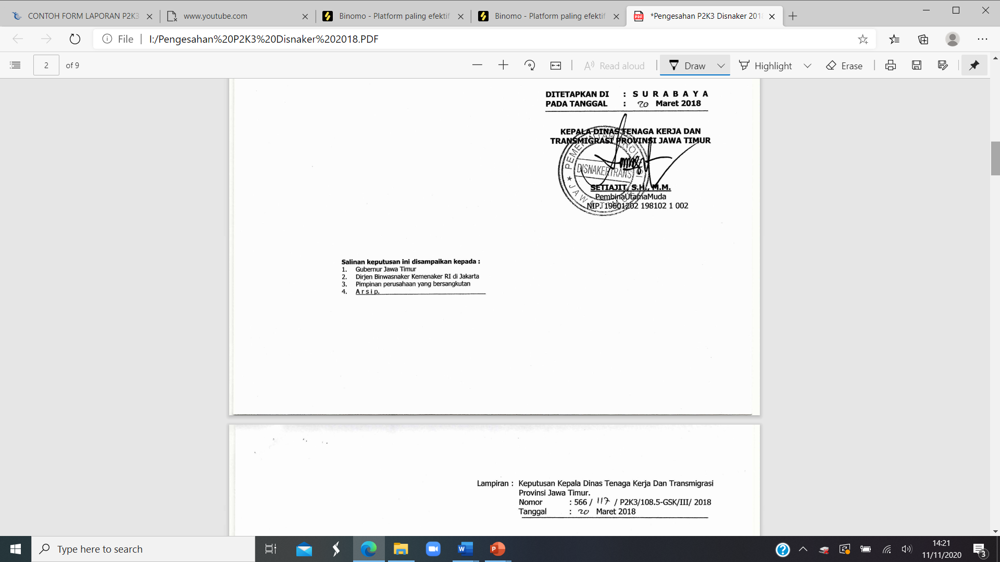 CONTOH FORM LAPORAN P2K3
www.youtube.com
Binomo - Platform paling efektif
Binomo - Platform paling efektif
*Pengesahan P2K3 Disnaker 2018
File
I:/Pengesahan%20P2K3%20Disnaker%202018.PDF
2 of 9
Read aloud
Draw
Highlight
Erase
DITETAPKAN DI : S U R A B A Y A
PADA TANGGAL : 20 Maret 2018
KEPALA DINAS TENAGA KERJA DAN
TRANSMIGRASI PROVINSI JAWA TIMUR
DISNAKERTRANS
JAWA TIMUR
SETIAJIT, S.H., M.M.
PembinaUtamaMuda
NIP. 19601202 198102 1 002
Salinan keputusan ini disampaikan kepada :
1. Gubernur Jawa Timur
2. Dirjen Binwasnaker Kemenaker RI di Jakarta
3. Pimpinan perusahaan yang bersangkutan
4. A r s i p.
Lampiran : Keputusan Kepala Dinas Tenaga Kerja Dan Transmigrasi
Provinsi Jawa Timur.
Nomor : 566 / 117 / P2K3/108.5-GSK/III/ 2018
Tanggal : 20 Maret 2018
Type here to search
14:21
11/11/2020
3